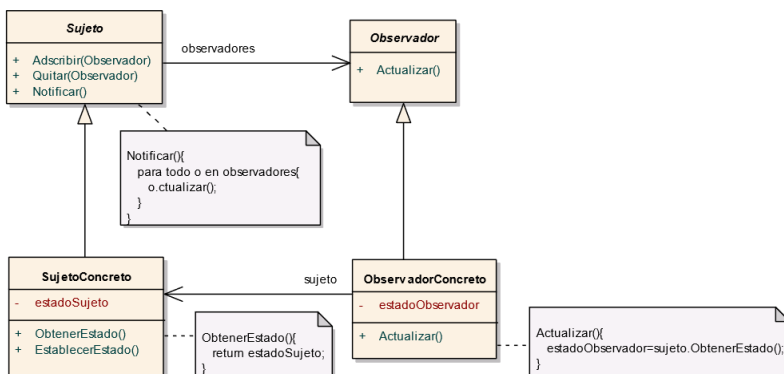 Sujeto
+ Adscribir(Observador)
+ Quitar(Observador)
+ Notificar()
observadores
Observador
+ Actualizar()
Notificar(){
para todo o en observadores{
o.ctualizar();
}
}
SujetoConcreto
- estadoSujeto
+ ObtenerEstado()
+ EstablecerEstado()
sujeto
ObservadorConcreto
- estadoObservador
+ Actualizar()
ObtenerEstado(){
return estadoSujeto;
}
Actualizar(){
estadoObservador=sujeto.ObtenerEstado();
}